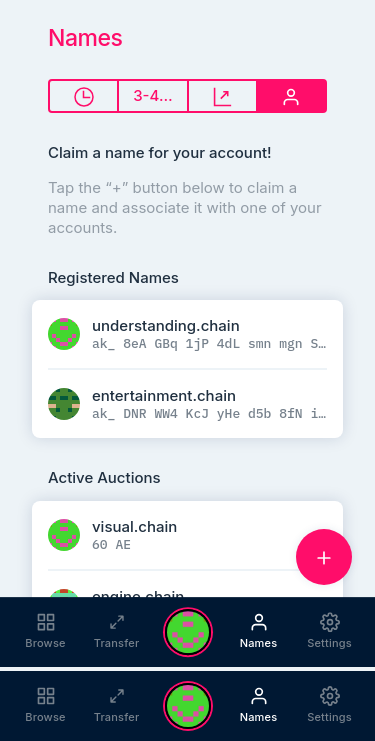 Names
3-4...
Claim a name for your account!
Tap the “+” button below to claim a
name and associate it with one of your
accounts.
Registered Names
understanding.chain
ak_ 8eA GBq 1jP 4dL smn mgn S…
entertainment.chain
ak_ DNR WW4 KcJ yHe d5b 8fN i…
Active Auctions
visual.chain
60 AE
+
engine.chain
Browse Transfer Names Settings
Browse Transfer Names Settings